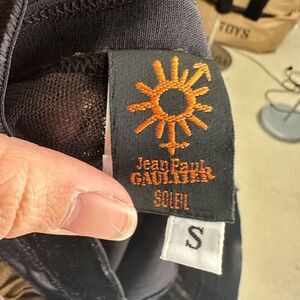 TOYS
Jean Paul
GAULTIER
SOLEIL
S